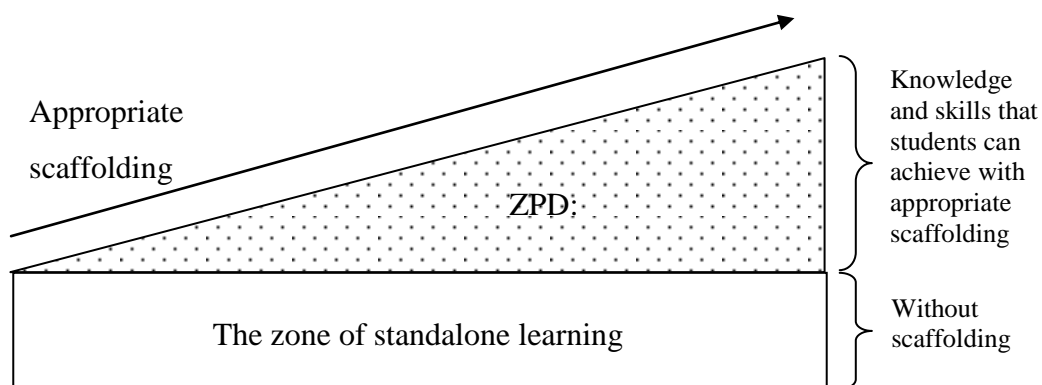 Appropriate
scaffolding
ZPD:
Knowledge
and skills that
students can
achieve with
appropriate
scaffolding
The zone of standalone learning
Without
scaffolding